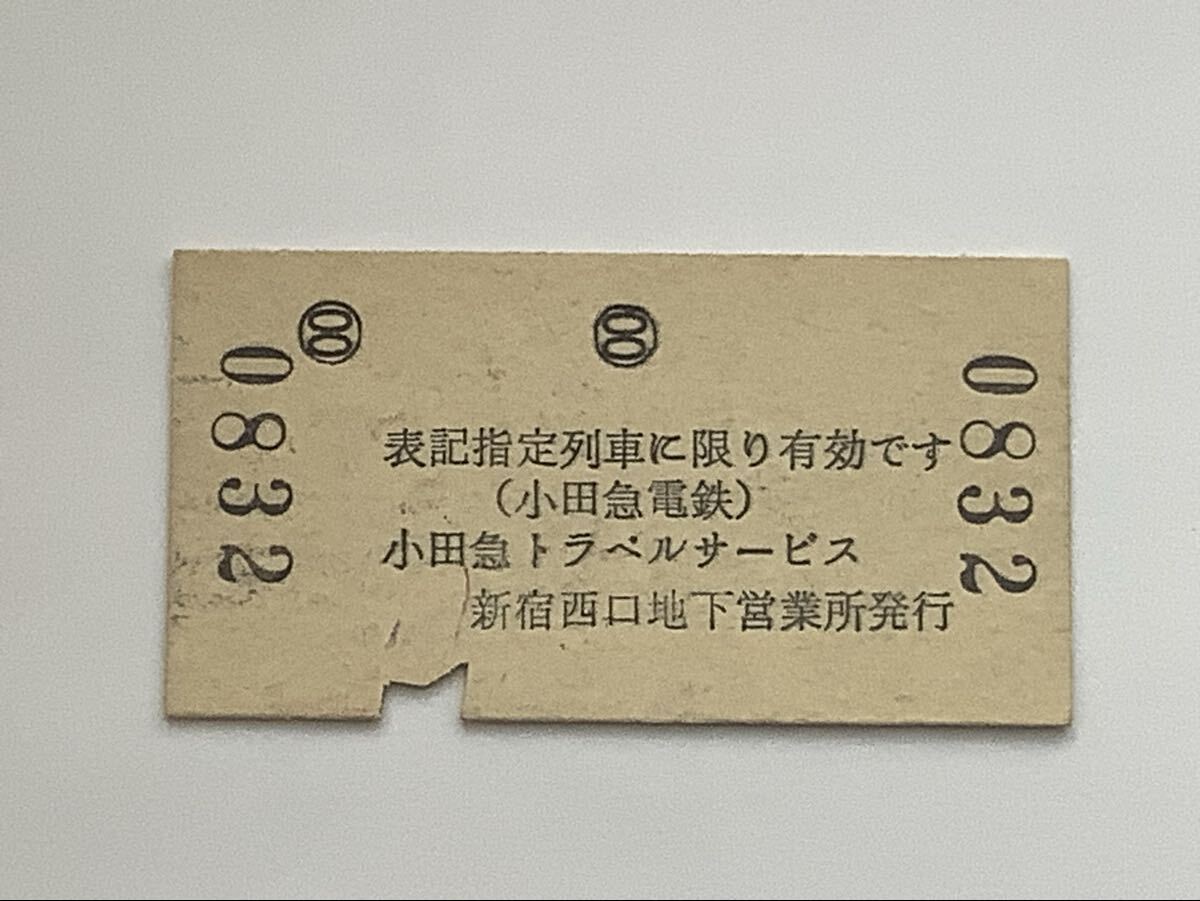 00 00
0832
表記指定列車に限り有効です
(小田急電鉄)
小田急トラベルサービス
新宿西口地下営業所発行
0832